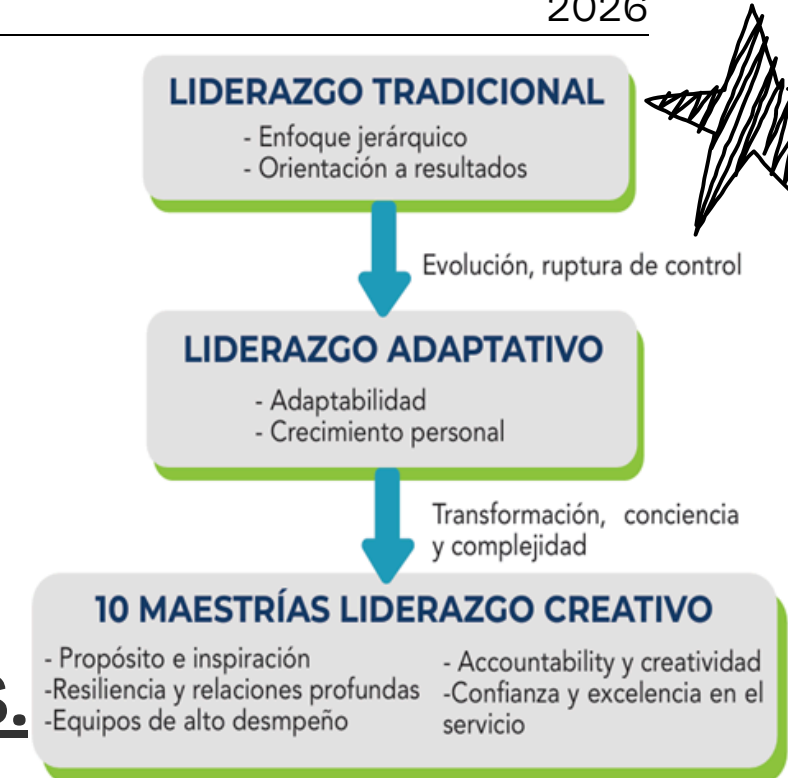 2026
LIDERAZGO TRADICIONAL
- Enfoque jerárquico
- Orientación a resultados
Evolución, ruptura de control
LIDERAZGO ADAPTATIVO
- Adaptabilidad
- Crecimiento personal
Transformación, conciencia
y complejidad
10 MAESTRÍAS LIDERAZGO CREATIVO
- Propósito e inspiración
-Resiliencia y relaciones profundas
-Equipos de alto desmpeño
- Accountability y creatividad
-Confianza y excelencia en el
servicio